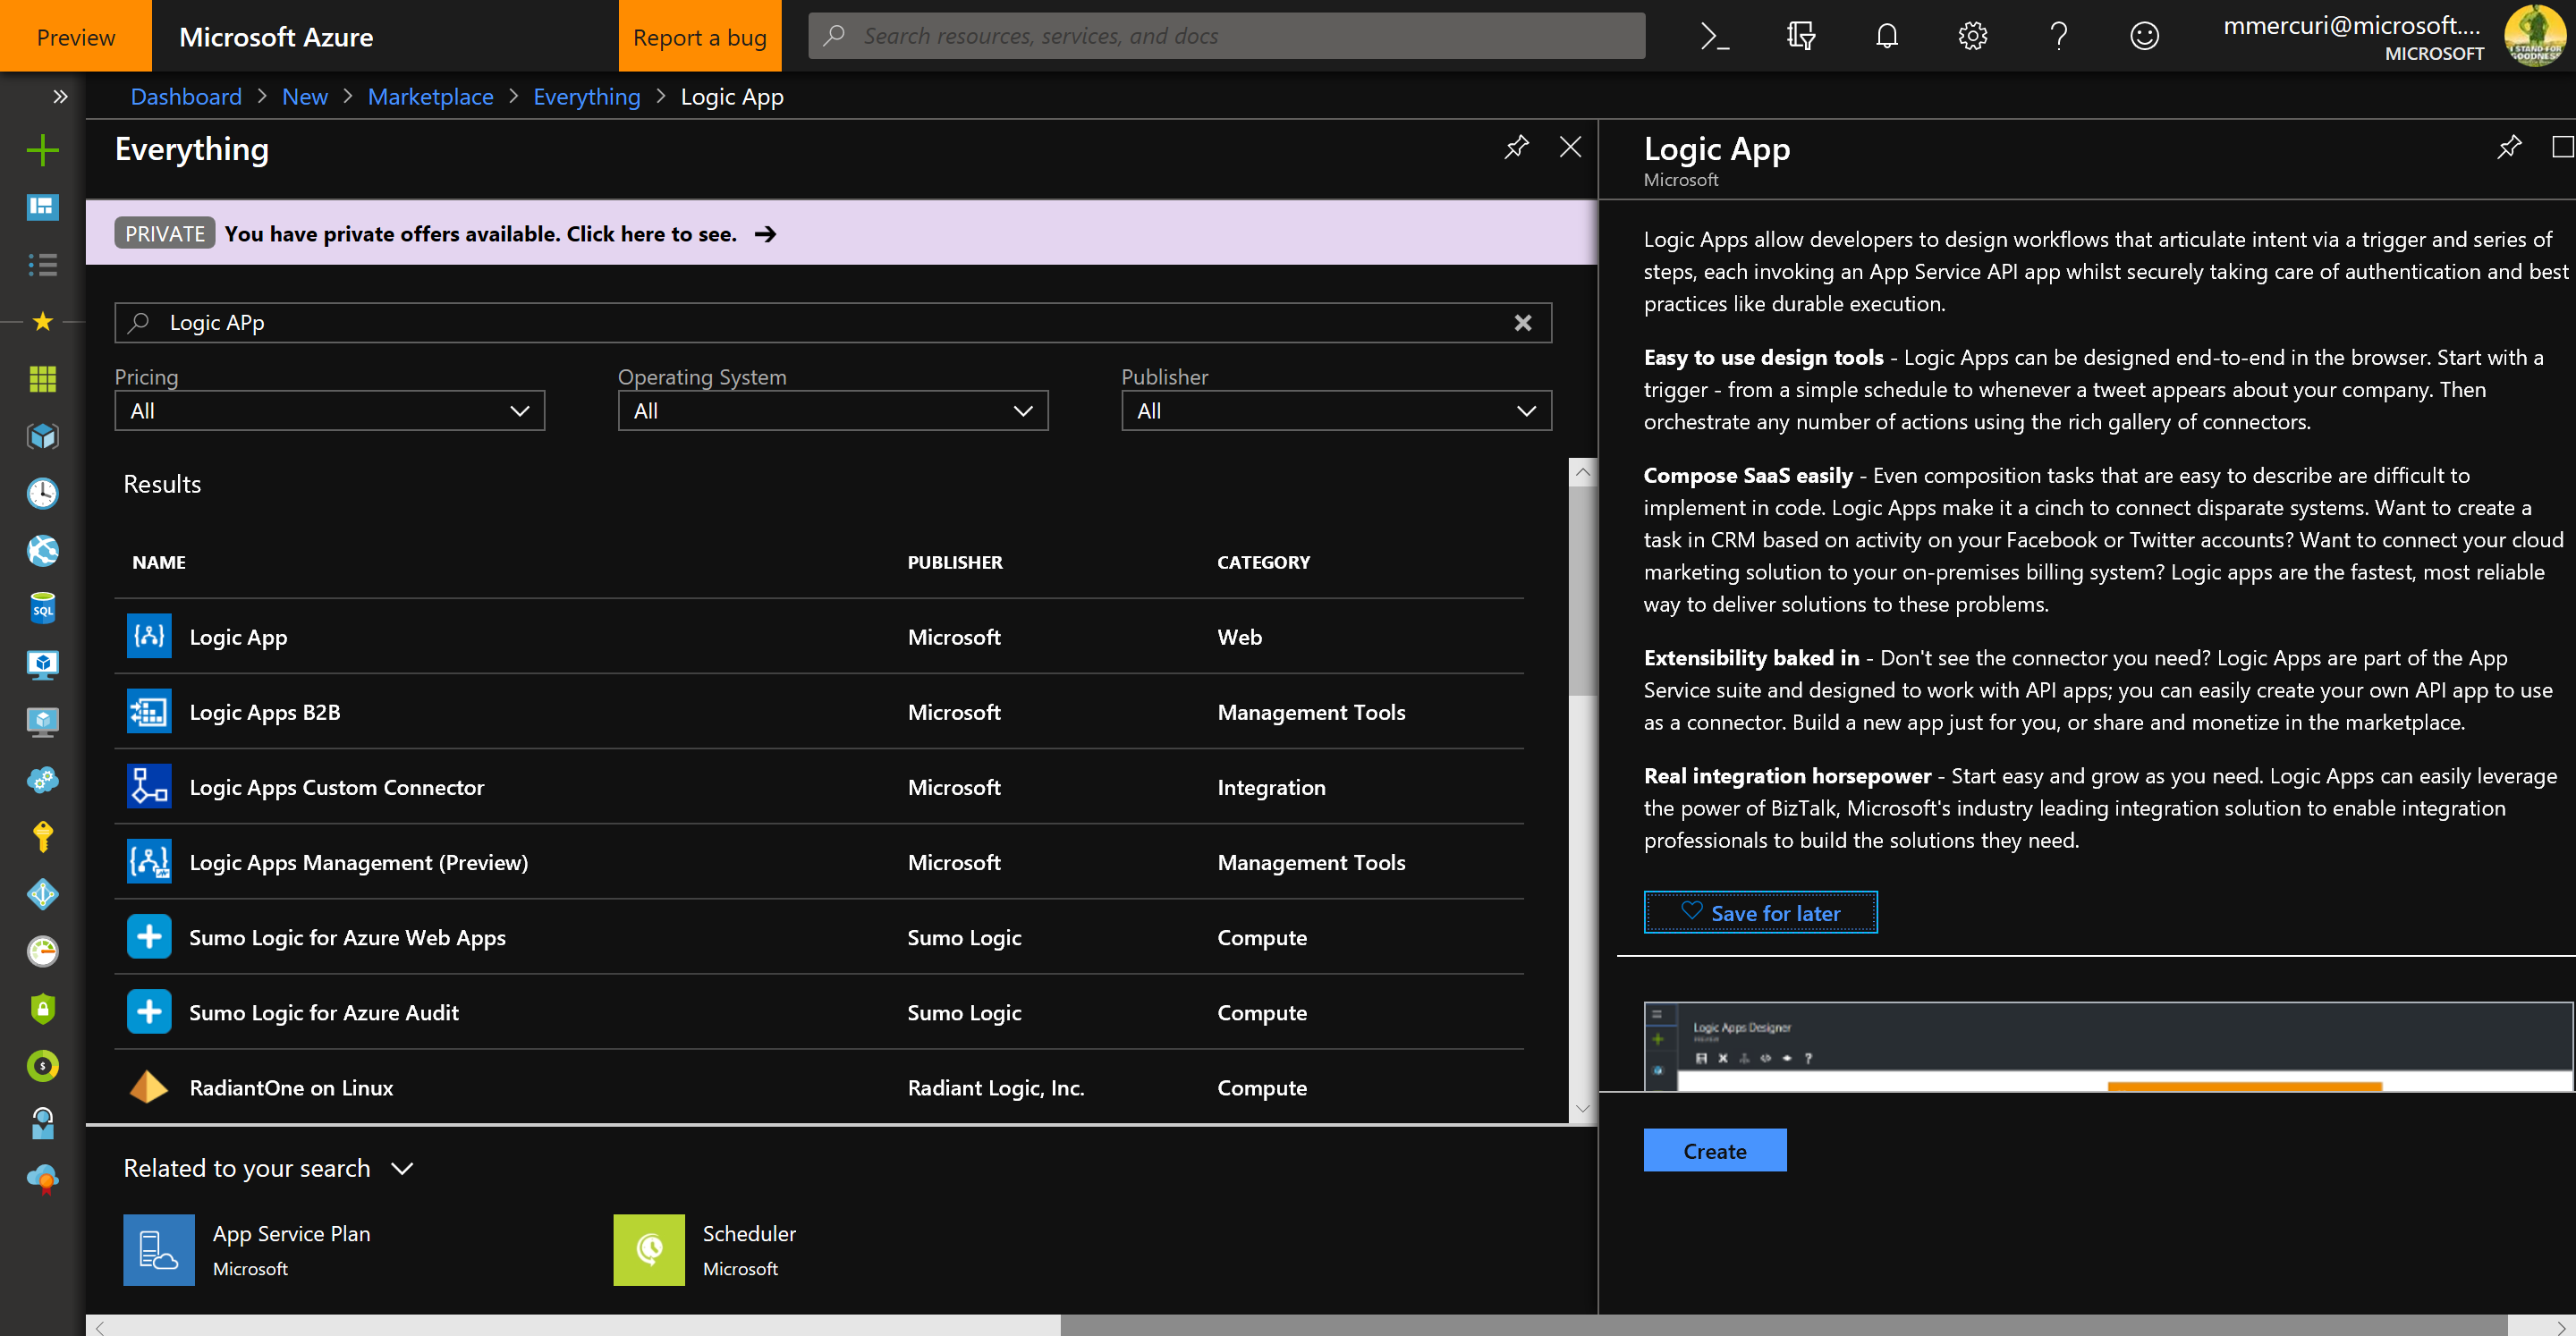 Preview
Microsoft Azure
Report a bug
Search resources, services, and docs
mmercuri@microsoft....
MICROSOFT
I STAND FOR
GOODNESS
Dashboard > New > Marketplace > Everything > Logic App
Everything
PRIVATE You have private offers available. Click here to see. →
Logic APp
Pricing
Operating System
Publisher
All
All
All
Results
NAME PUBLISHER CATEGORY
Logic App Microsoft Web
Logic Apps B2B Microsoft Management Tools
Logic Apps Custom Connector Microsoft Integration
Logic Apps Management (Preview) Microsoft Management Tools
Sumo Logic for Azure Web Apps Sumo Logic Compute
Sumo Logic for Azure Audit Sumo Logic Compute
RadiantOne on Linux Radiant Logic, Inc. Compute
Related to your search
App Service Plan
Microsoft
Scheduler
Microsoft
SQL
Logic App
Microsoft
Logic Apps allow developers to design workflows that articulate intent via a trigger and series of
steps, each invoking an App Service API app whilst securely taking care of authentication and best
practices like durable execution.
Easy to use design tools - Logic Apps can be designed end-to-end in the browser. Start with a
trigger - from a simple schedule to whenever a tweet appears about your company. Then
orchestrate any number of actions using the rich gallery of connectors.
Compose SaaS easily - Even composition tasks that are easy to describe are difficult to
implement in code. Logic Apps make it a cinch to connect disparate systems. Want to create a
task in CRM based on activity on your Facebook or Twitter accounts? Want to connect your cloud
marketing solution to your on-premises billing system? Logic apps are the fastest, most reliable
way to deliver solutions to these problems.
Extensibility baked in - Don't see the connector you need? Logic Apps are part of the App
Service suite and designed to work with API apps; you can easily create your own API app to use
as a connector. Build a new app just for you, or share and monetize in the marketplace.
Real integration horsepower - Start easy and grow as you need. Logic Apps can easily leverage
the power of BizTalk, Microsoft's industry leading integration solution to enable integration
professionals to build the solutions they need.
Save for later
Logic Apps Designer
Create